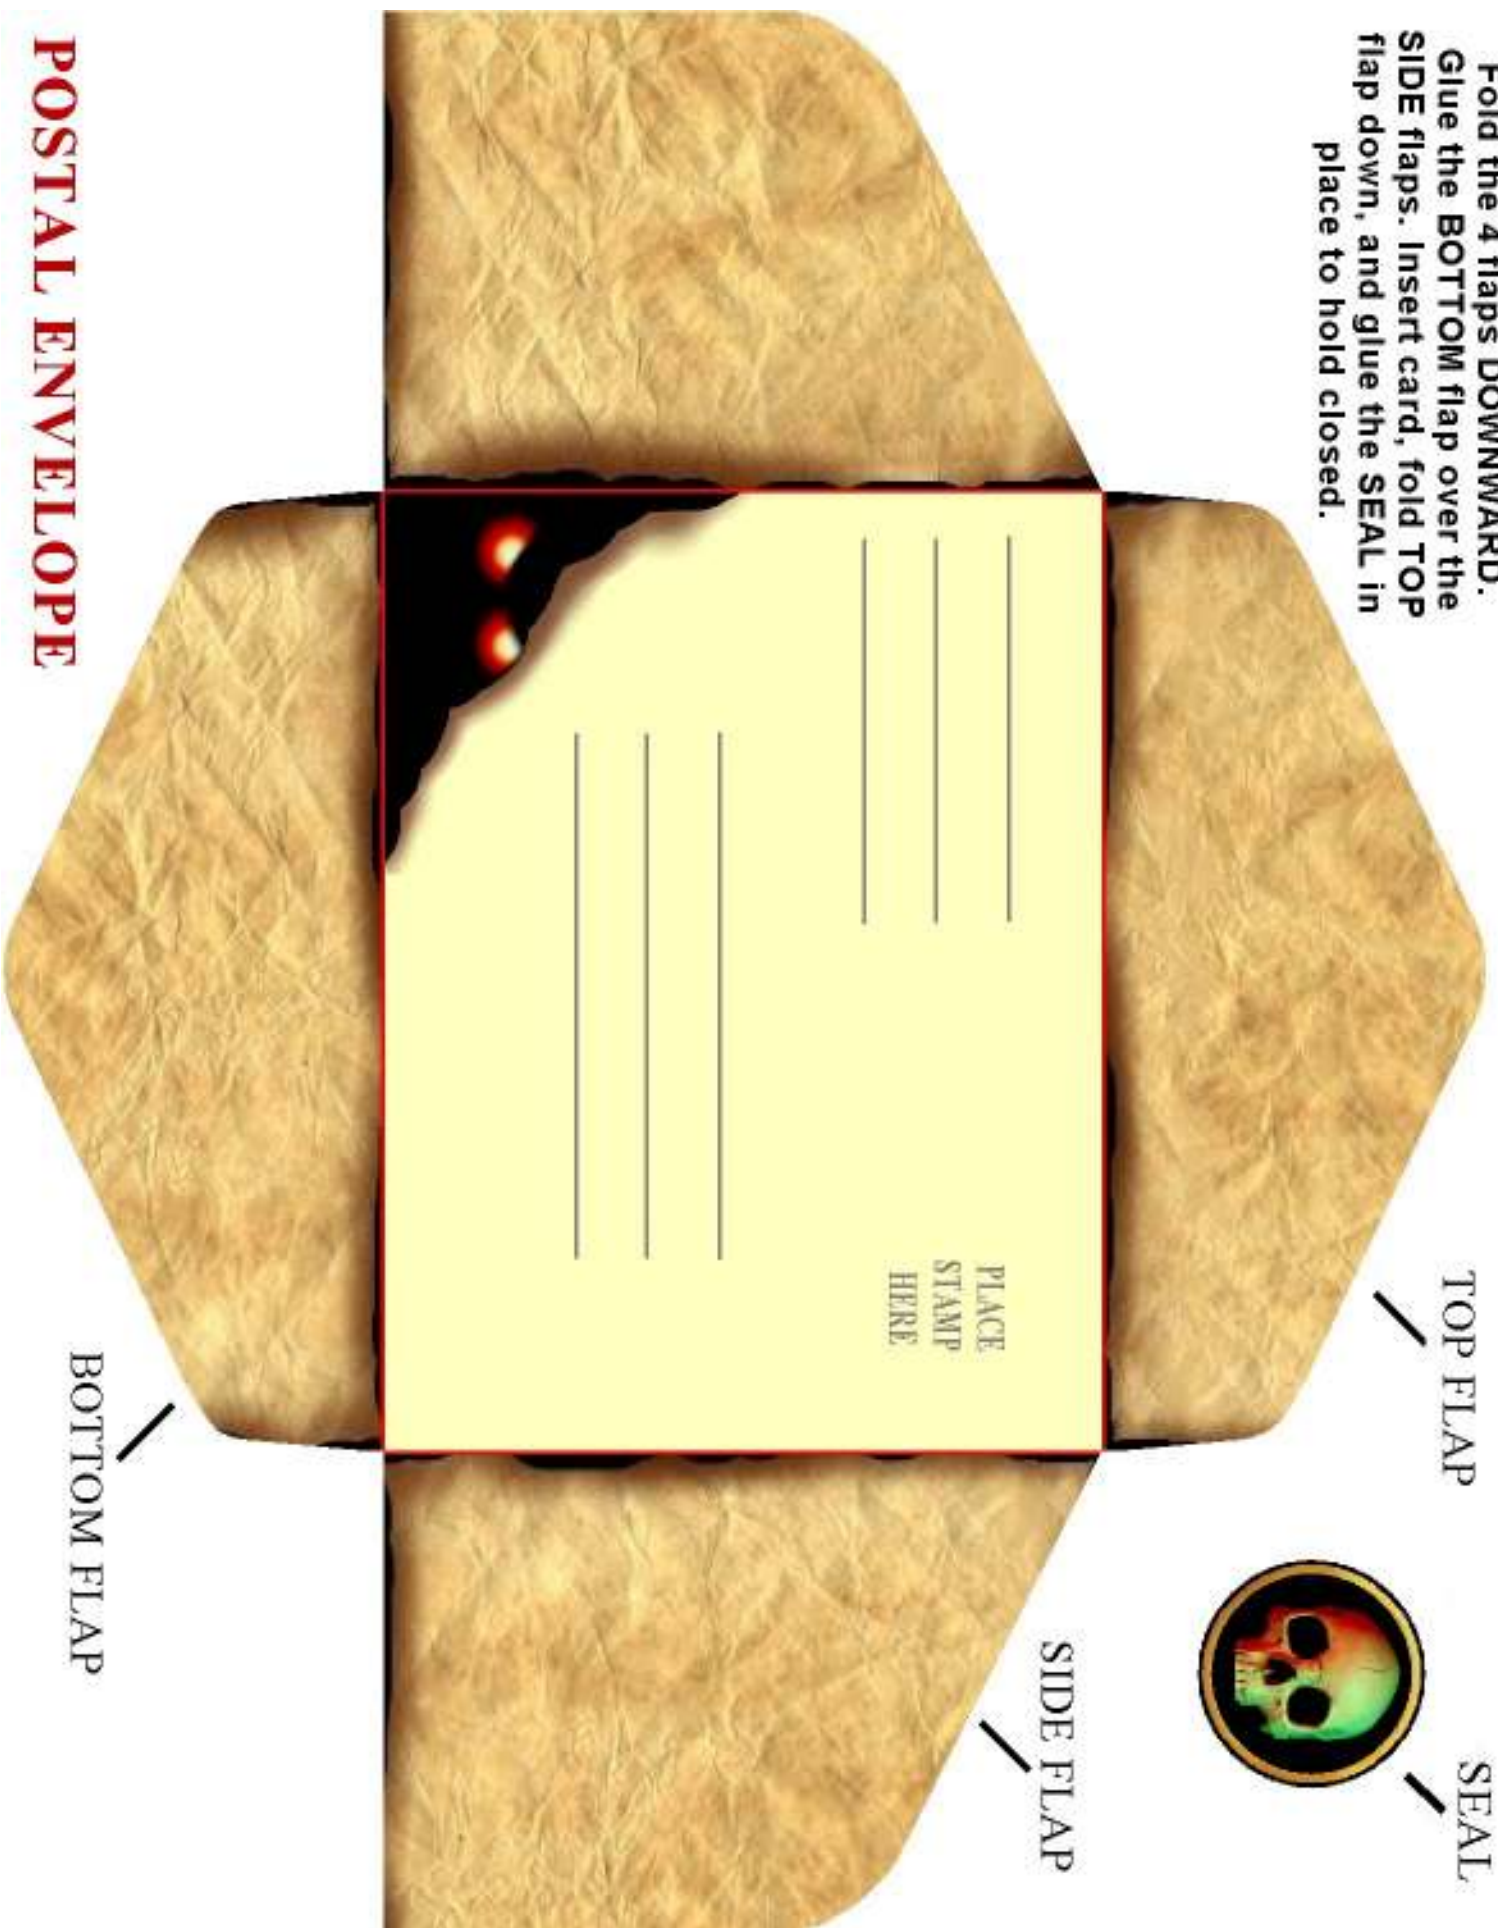 Fold the 4 flaps DOWNWARD.
Glue the BOTTOM flap over the
SIDE flaps. Insert card, fold TOP
flap down, and glue the SEAL in
place to hold closed.
TOP FLAP
SEAL
SIDE FLAP
PLACE
STAMP
HERE
BOTTOM FLAP
POSTAL ENVELOPE